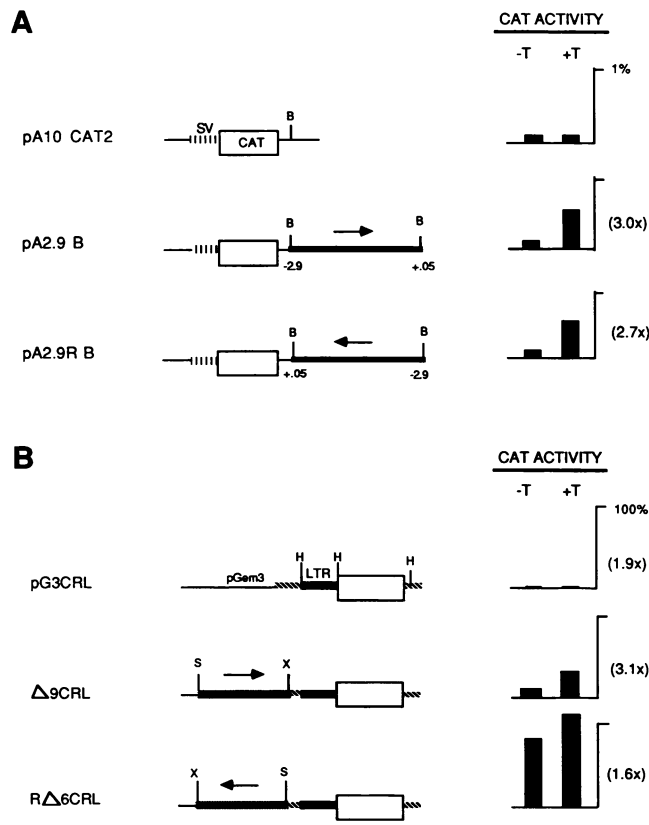 A
CAT ACTIVITY
-T +T
1%
pA10 CAT2
SV
CAT
B
pA2.9 B
B B
-2.9 +.05
(3.0x)
pA2.9R B
B B
+.05 -2.9
(2.7x)
B
CAT ACTIVITY
-T +T
100%
pG3CRL
pGem3
H LTR H H
(1.9x)
Δ9CRL
S X
(3.1x)
RΔ6CRL
X S
(1.6x)